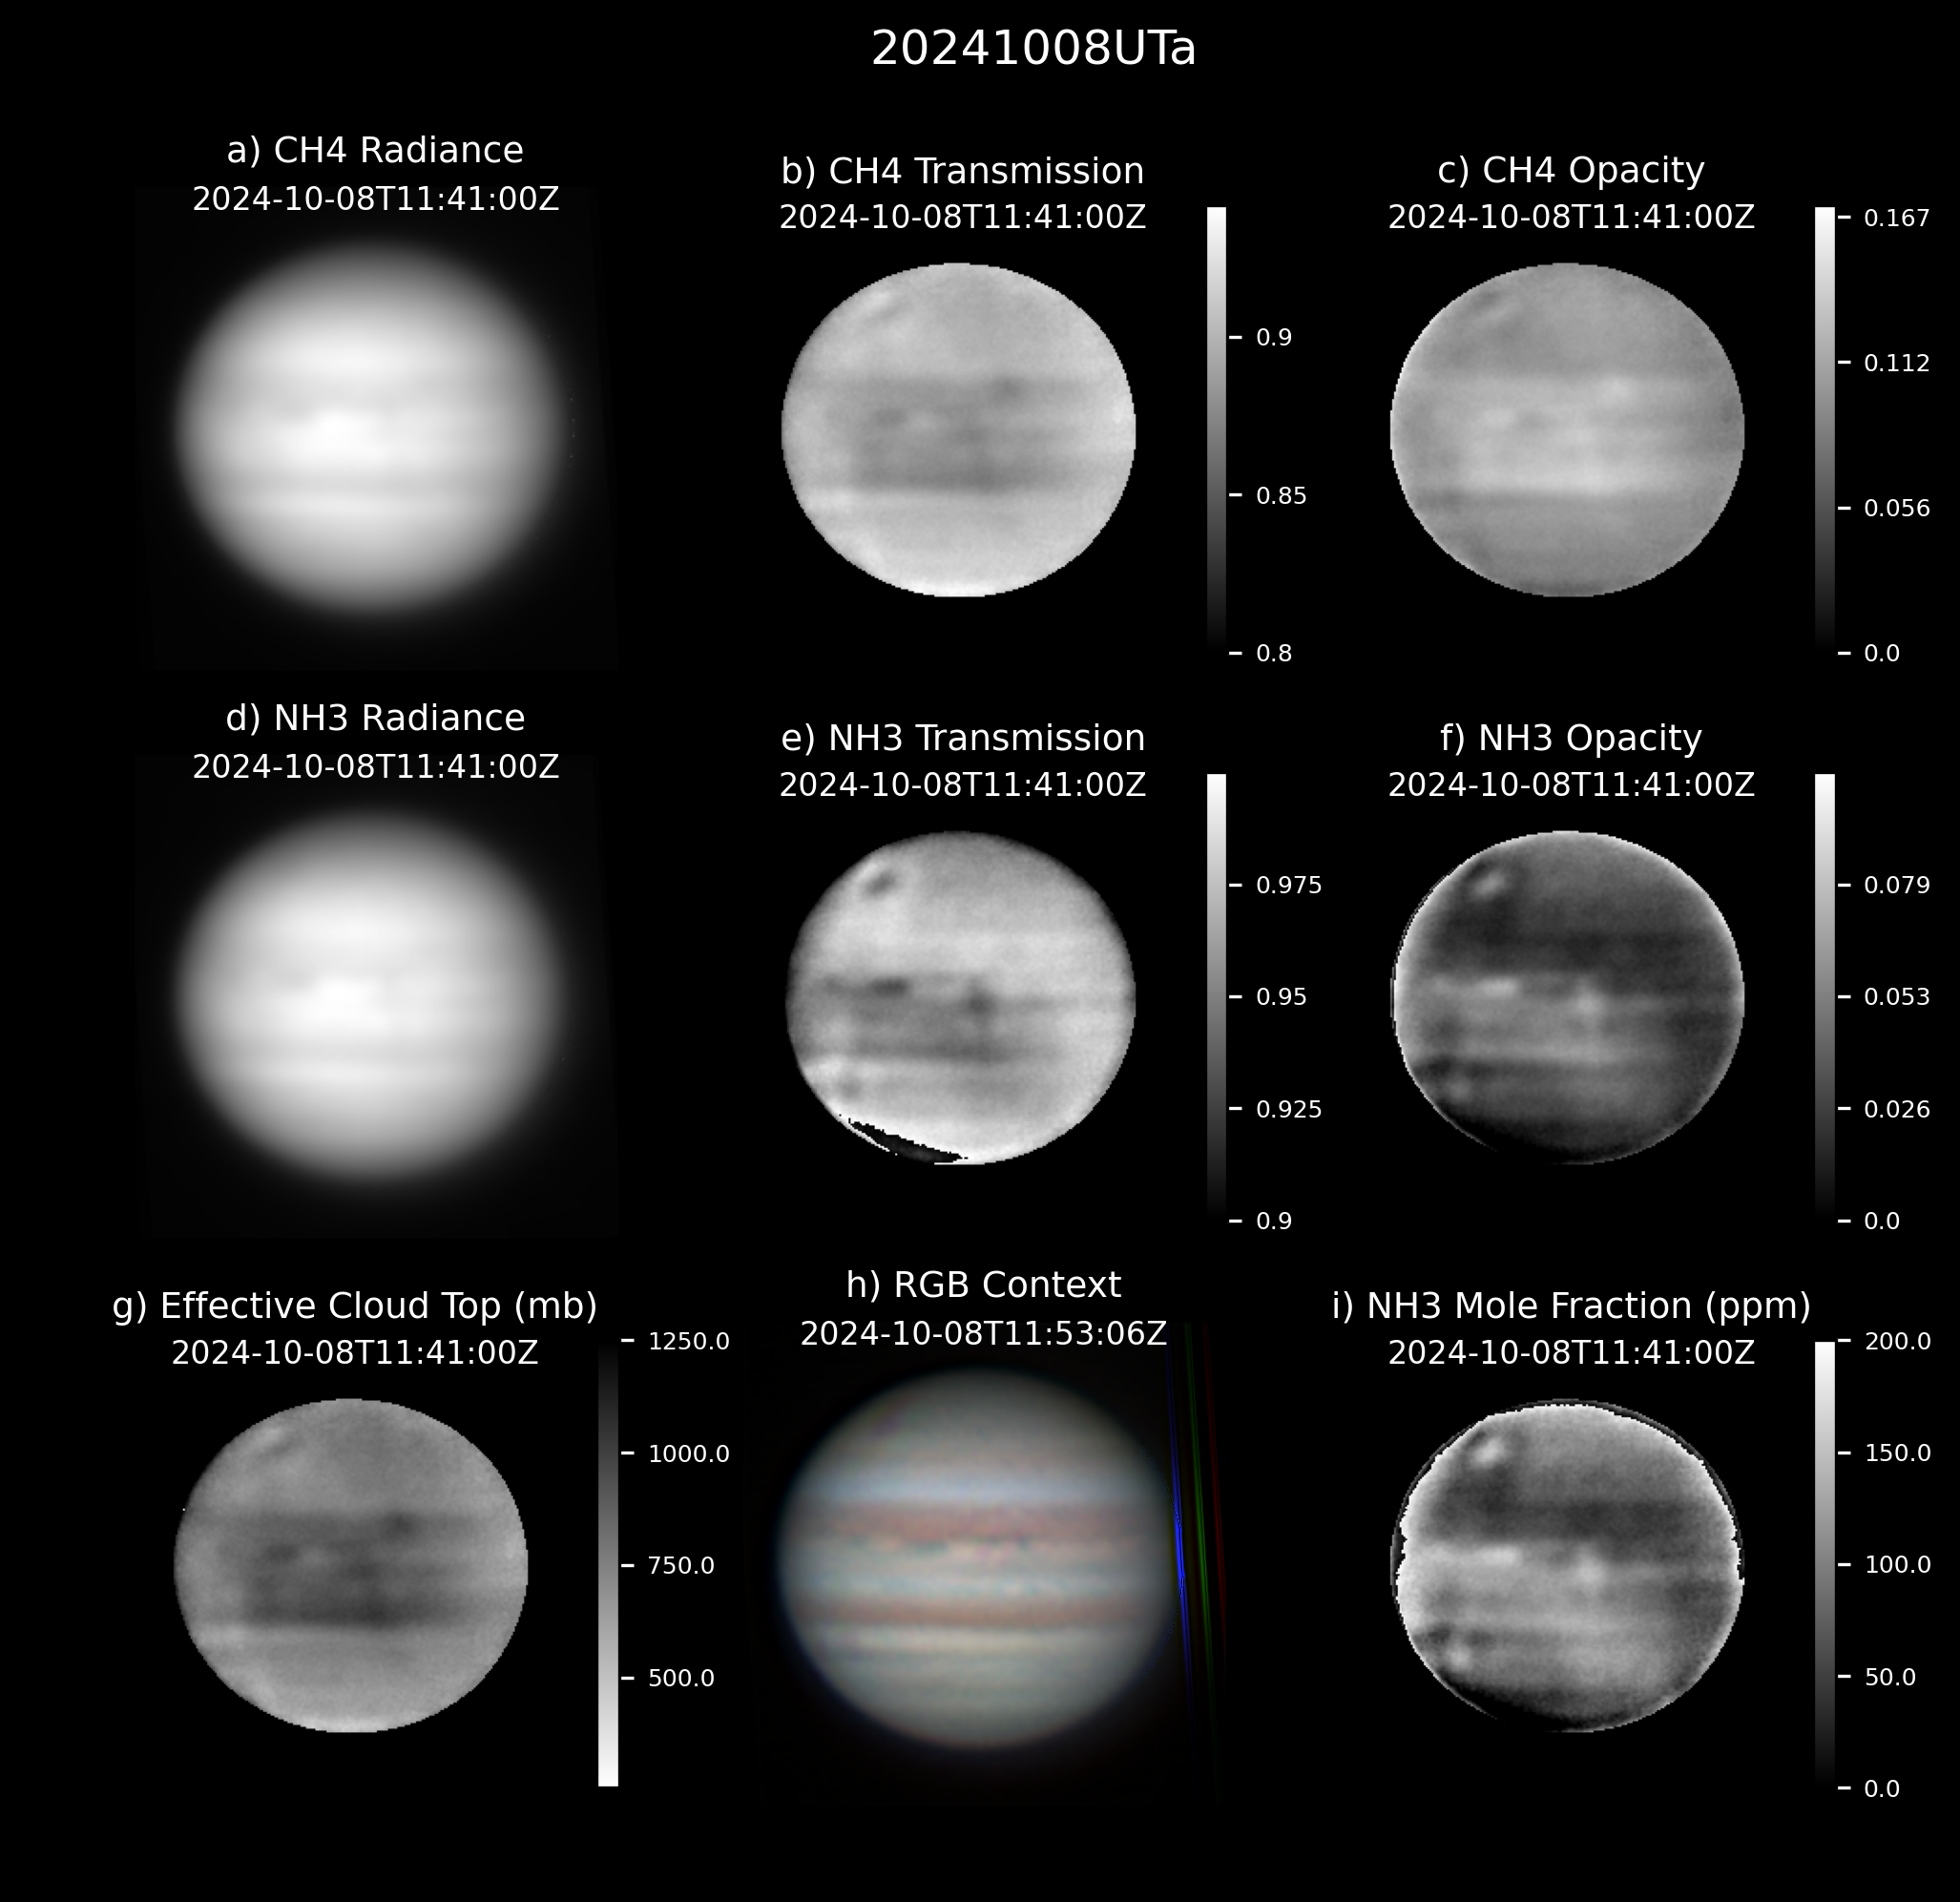 20241008UTa
a) CH4 Radiance
2024-10-08T11:41:00Z
b) CH4 Transmission
2024-10-08T11:41:00Z
0.9
0.85
0.8
c) CH4 Opacity
2024-10-08T11:41:00Z
0.167
0.112
0.056
0.0
d) NH3 Radiance
2024-10-08T11:41:00Z
e) NH3 Transmission
2024-10-08T11:41:00Z
0.975
0.95
0.925
0.9
f) NH3 Opacity
2024-10-08T11:41:00Z
0.079
0.053
0.026
0.0
g) Effective Cloud Top (mb)
2024-10-08T11:41:00Z
1250.0
1000.0
750.0
500.0
h) RGB Context
2024-10-08T11:53:06Z
i) NH3 Mole Fraction (ppm)
2024-10-08T11:41:00Z
200.0
150.0
100.0
50.0
0.0